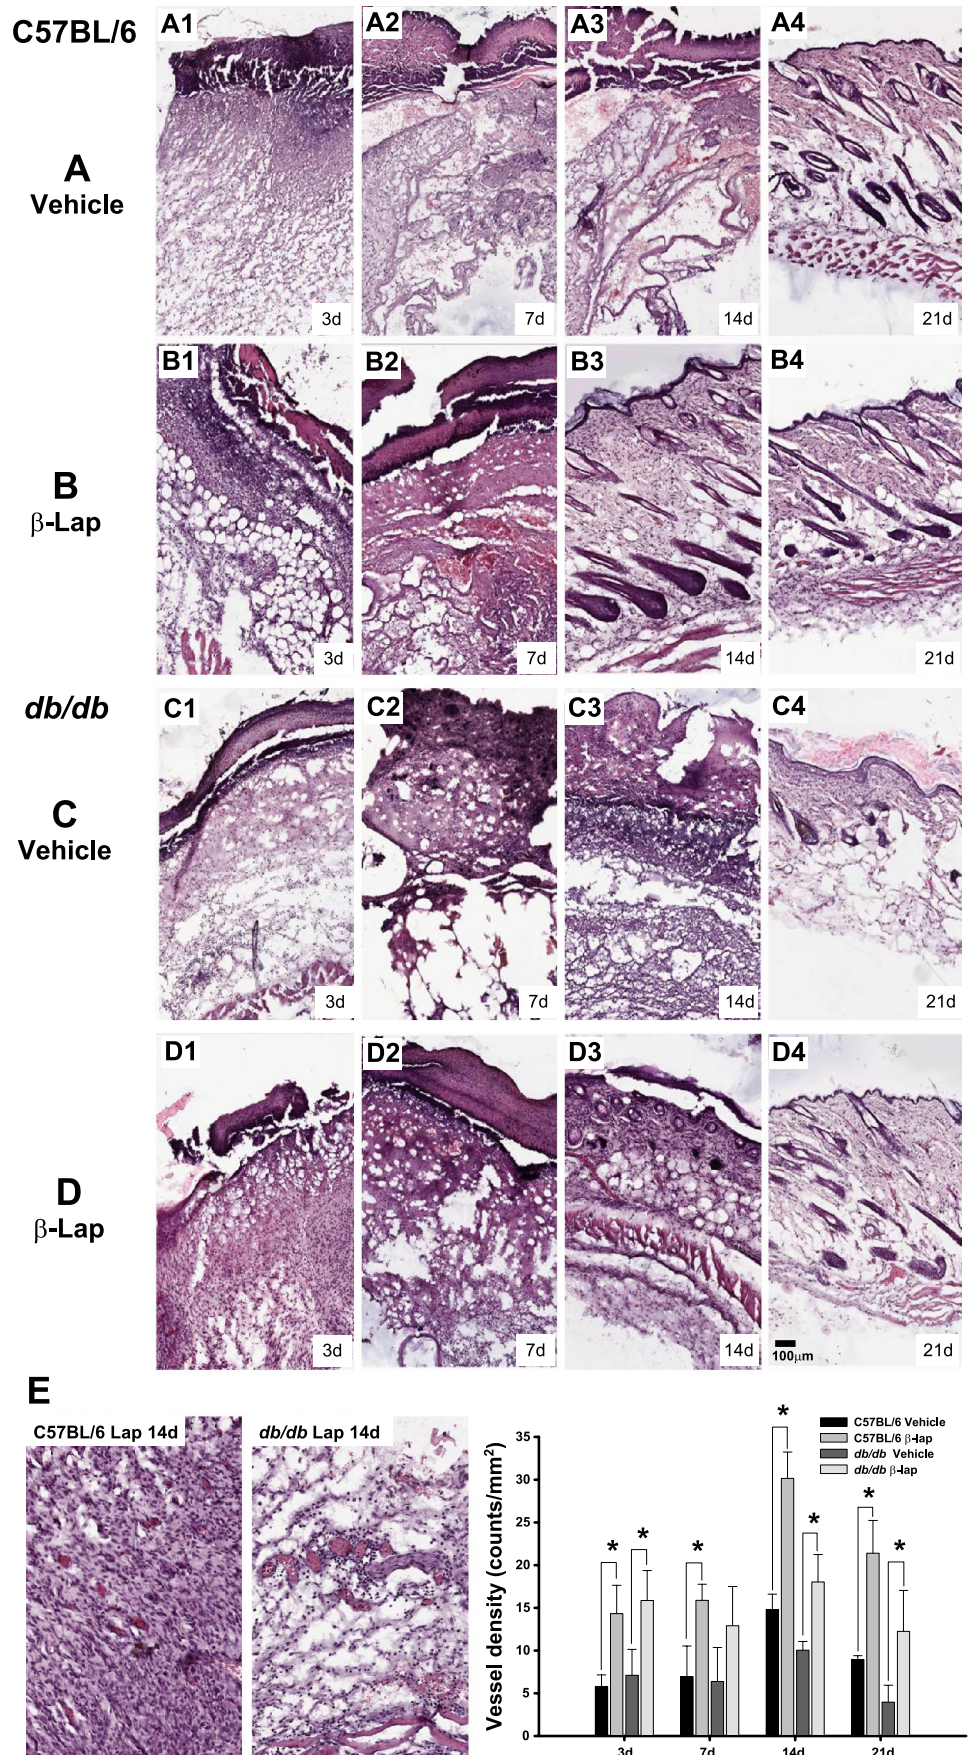 C57BL/6
A
Vehicle
A1
3d
A2
7d
A3
14d
A4
21d
B
β-Lap
B1
3d
B2
7d
B3
14d
B4
21d
db/db
C
Vehicle
C1
3d
C2
7d
C3
14d
C4
21d
D
β-Lap
D1
3d
D2
7d
D3
14d
D4
100μm
21d
E
C57BL/6 Lap 14d
db/db Lap 14d
Vessel density (counts/mm²)
35
30
25
20
15
10
5
0
* * * * * * *
C57BL/6 Vehicle
C57BL/6 β-lap
db/db Vehicle
db/db β-lap
3d 7d 14d 21d